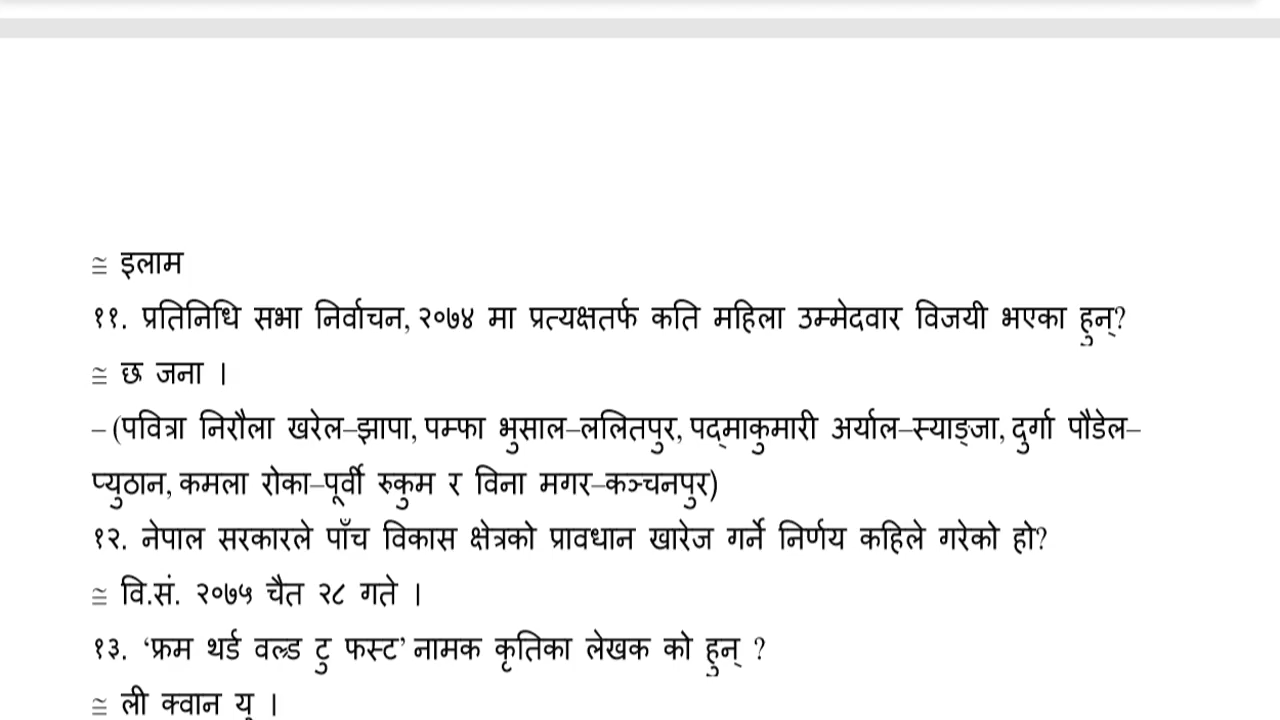 ≅ इलाम
११. प्रतिनिधि सभा निर्वाचन, २०७४ मा प्रत्यक्षतर्फ कति महिला उम्मेदवार विजयी भएका हुन्?
≅ छ जना ।
– (पवित्रा निरौला खरेल–झापा, पम्फा भुसाल–ललितपुर, पद्माकुमारी अर्याल–स्याङ्जा, दुर्गा पौडेल–
प्युठान, कमला रोका–पूर्वी रुकुम र विना मगर–कञ्चनपुर)
१२. नेपाल सरकारले पाँच विकास क्षेत्रको प्रावधान खारेज गर्ने निर्णय कहिले गरेको हो?
≅ वि.सं. २०७५ चैत २८ गते ।
१३. ‘फ्रम थर्ड वर्ल्ड टु फस्ट’ नामक कृतिका लेखक को हुन् ?
≅ ली क्वान यु ।